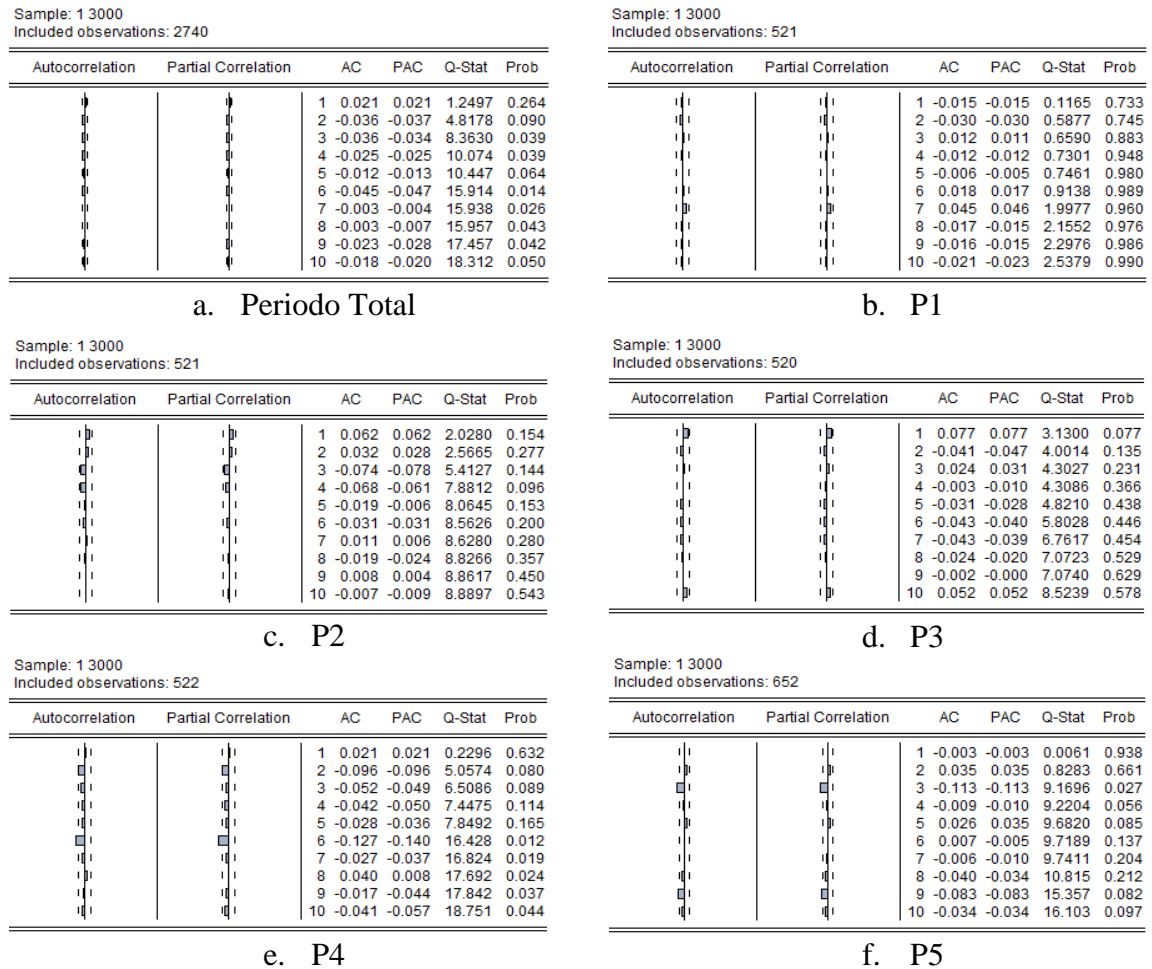 Sample: 1 3000
Included observations: 2740
Autocorrelation Partial Correlation AC PAC Q-Stat Prob
1 0.021 0.021 1.2497 0.264
2 -0.036 -0.037 4.8178 0.090
3 -0.036 -0.034 8.3630 0.039
4 -0.025 -0.025 10.074 0.039
5 -0.012 -0.013 10.447 0.064
6 -0.045 -0.047 15.914 0.014
7 -0.003 -0.004 15.938 0.026
8 -0.003 -0.007 15.957 0.043
9 -0.023 -0.028 17.457 0.042
10 -0.018 -0.020 18.312 0.050
a. Periodo Total
Sample: 1 3000
Included observations: 521
Autocorrelation Partial Correlation AC PAC Q-Stat Prob
1 -0.015 -0.015 0.1165 0.733
2 -0.030 -0.030 0.5877 0.745
3 0.012 0.011 0.6590 0.883
4 -0.012 -0.012 0.7301 0.948
5 -0.006 -0.005 0.7461 0.980
6 0.018 0.017 0.9138 0.989
7 0.045 0.046 1.9977 0.960
8 -0.017 -0.015 2.1552 0.976
9 -0.016 -0.015 2.2976 0.986
10 -0.021 -0.023 2.5379 0.990
b. P1
Sample: 1 3000
Included observations: 521
Autocorrelation Partial Correlation AC PAC Q-Stat Prob
1 0.062 0.062 2.0280 0.154
2 0.032 0.028 2.5665 0.277
3 -0.074 -0.078 5.4127 0.144
4 -0.068 -0.061 7.8812 0.096
5 -0.019 -0.006 8.0645 0.153
6 -0.031 -0.031 8.5626 0.200
7 0.011 0.006 8.6280 0.280
8 -0.019 -0.024 8.8266 0.357
9 0.008 0.004 8.8617 0.450
10 -0.007 -0.009 8.8897 0.543
c. P2
Sample: 1 3000
Included observations: 520
Autocorrelation Partial Correlation AC PAC Q-Stat Prob
1 0.077 0.077 3.1300 0.077
2 -0.041 -0.047 4.0014 0.135
3 0.024 0.031 4.3027 0.231
4 -0.003 -0.010 4.3086 0.366
5 -0.031 -0.028 4.8210 0.438
6 -0.043 -0.040 5.8028 0.446
7 -0.043 -0.039 6.7617 0.454
8 -0.024 -0.020 7.0723 0.529
9 -0.002 -0.000 7.0740 0.629
10 0.052 0.052 8.5239 0.578
d. P3
Sample: 1 3000
Included observations: 522
Autocorrelation Partial Correlation AC PAC Q-Stat Prob
1 0.021 0.021 0.2296 0.632
2 -0.096 -0.096 5.0574 0.080
3 -0.052 -0.049 6.5086 0.089
4 -0.042 -0.050 7.4475 0.114
5 -0.028 -0.036 7.8492 0.165
6 -0.127 -0.140 16.428 0.012
7 -0.027 -0.037 16.824 0.019
8 0.040 0.008 17.692 0.024
9 -0.017 -0.044 17.842 0.037
10 -0.041 -0.057 18.751 0.044
e. P4
Sample: 1 3000
Included observations: 652
Autocorrelation Partial Correlation AC PAC Q-Stat Prob
1 -0.003 -0.003 0.0061 0.938
2 0.035 0.035 0.8283 0.661
3 -0.113 -0.113 9.1696 0.027
4 -0.009 -0.010 9.2204 0.056
5 0.026 0.035 9.6820 0.085
6 0.007 -0.005 9.7189 0.137
7 -0.006 -0.010 9.7411 0.204
8 -0.040 -0.034 10.815 0.212
9 -0.083 -0.083 15.357 0.082
10 -0.034 -0.034 16.103 0.097
f. P5